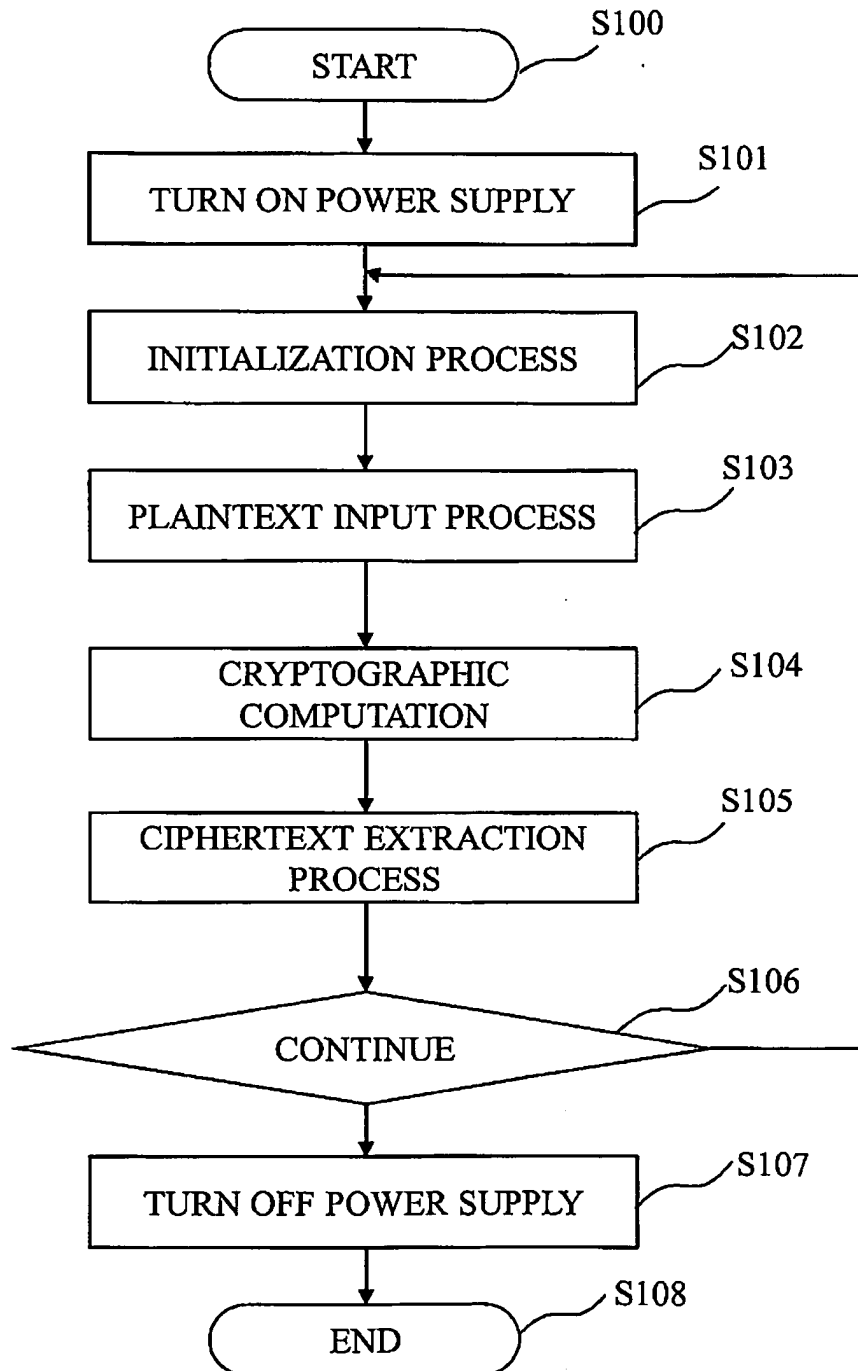 S100
START
S101
TURN ON POWER SUPPLY
S102
INITIALIZATION PROCESS
S103
PLAINTEXT INPUT PROCESS
S104
CRYPTOGRAPHIC
COMPUTATION
S105
CIPHERTEXT EXTRACTION
PROCESS
S106
CONTINUE
S107
TURN OFF POWER SUPPLY
S108
END